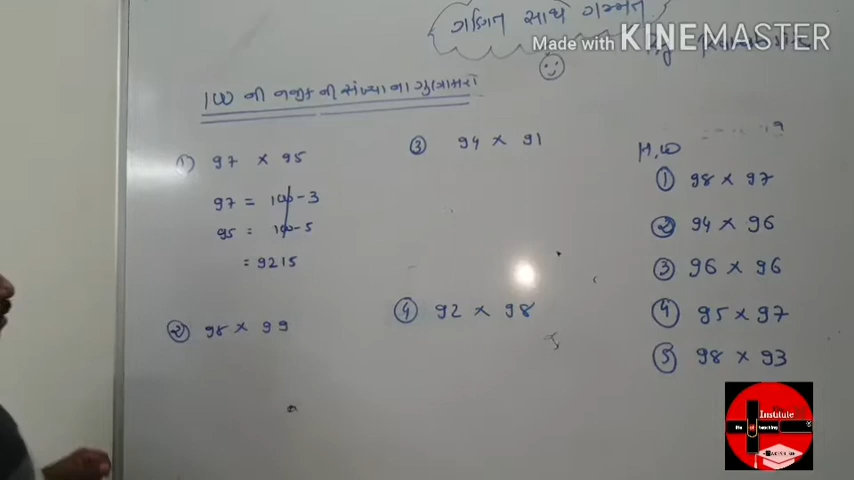 ગણિત સાથે ગમ્મત
Made with KINEMASTER
100 ની નજીક ની સંખ્યા ના ગુણાકારો
① 97 × 95
97 = 100-3
95 = 100-5
= 9215
② 98 × 99
③ 94 × 91
④ 92 × 98
H.W
① 98 × 97
② 94 × 96
③ 96 × 96
④ 95 × 97
⑤ 98 × 93
Institute